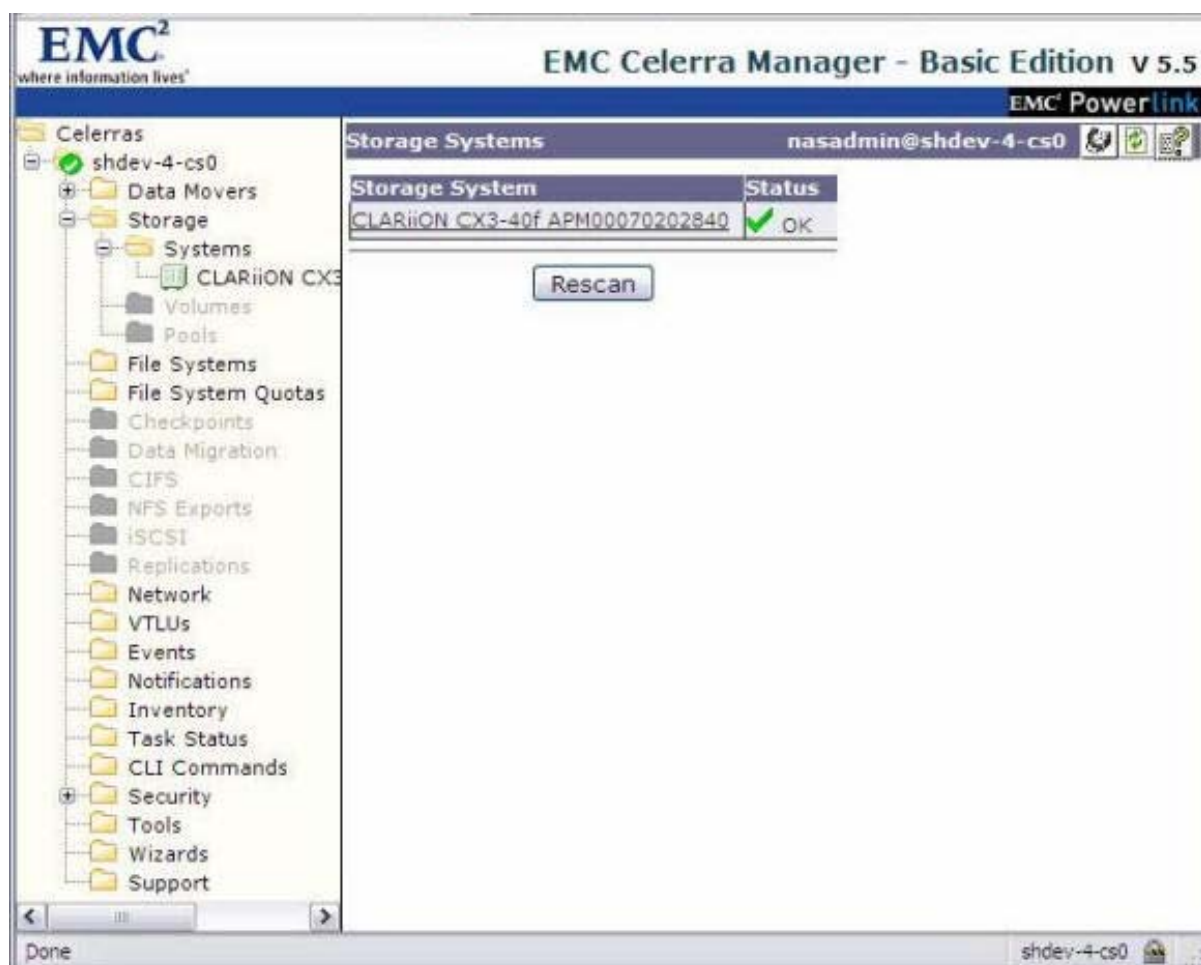 EMC²
where information lives®
EMC Celerra Manager - Basic Edition V 5.5
EMC² Powerlink
Celerras
shdev-4-cs0
Data Movers
Storage
Systems
CLARiiON CX3
Volumes
Pools
File Systems
File System Quotas
Checkpoints
Data Migration
CIFS
NFS Exports
iSCSI
Replications
Network
VTLUs
Events
Notifications
Inventory
Task Status
CLI Commands
Security
Tools
Wizards
Support
Storage Systems nasadmin@shdev-4-cs0
Storage System Status
CLARiiON CX3-40f APM00070202840 OK
Rescan
Done shdev-4-cs0